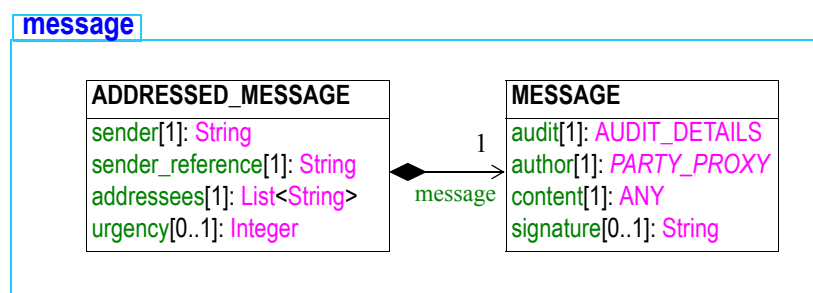 message
ADDRESSED_MESSAGE
sender[1]: String
sender_reference[1]: String
addressees[1]: List<String>
urgency[0..1]: Integer
1
message
MESSAGE
audit[1]: AUDIT_DETAILS
author[1]: PARTY_PROXY
content[1]: ANY
signature[0..1]: String